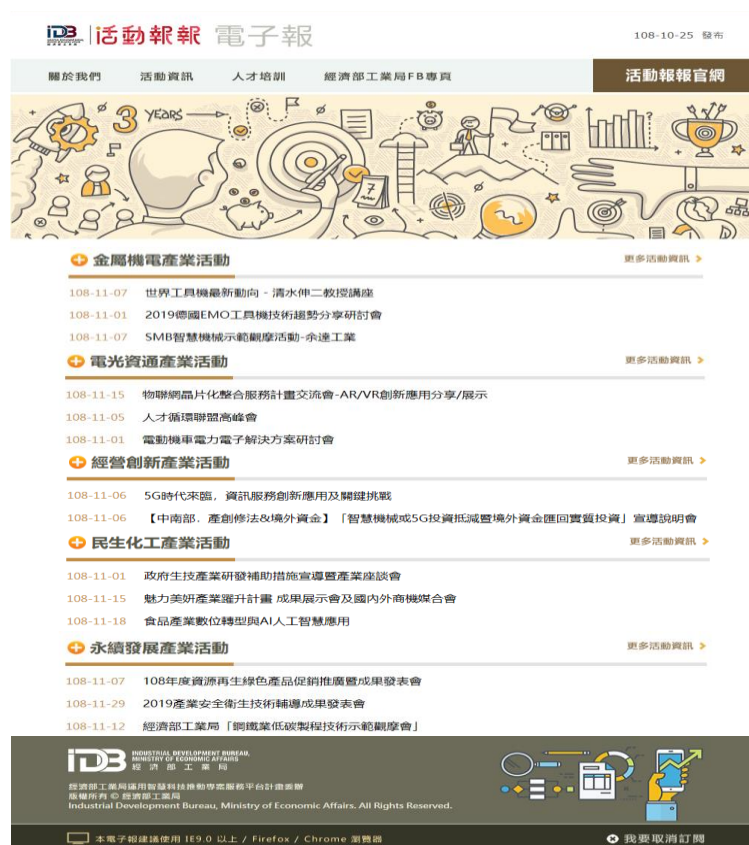 IDB 活動報報 電子報
108-10-25 發布
關於我們 活動資訊 人才培訓 經濟部工業局FB專頁 活動報報官網
3 YEARS
7
金屬機電產業活動 更多活動資訊
108-11-07 世界工具機最新動向 - 清水伸二教授講座
108-11-01 2019德國EMO工具機技術趨勢分享研討會
108-11-07 SMB智慧機械示範觀摩活動-余達工業
電光資通產業活動 更多活動資訊
108-11-15 物聯網晶片化整合服務計畫交流會-AR/VR創新應用分享/展示
108-11-05 人才循環聯盟高峰會
108-11-01 電動機車電力電子解決方案研討會
經營創新產業活動 更多活動資訊
108-11-06 5G時代來臨，資訊服務創新應用及關鍵挑戰
108-11-06 【中南部．產創修法&境外資金】「智慧機械或5G投資抵減暨境外資金匯回實質投資」宣導說明會
民生化工產業活動 更多活動資訊
108-11-01 政府生技產業研發補助措施宣導暨產業座談會
108-11-15 魅力美妍產業躍升計畫 成果展示會及國內外商機媒合會
108-11-18 食品產業數位轉型與AI人工智慧應用
永續發展產業活動 更多活動資訊
108-11-07 108年度資源再生綠色產品促銷推廣暨成果發表會
108-11-29 2019產業安全衛生技術輔導成果發表會
108-11-12 經濟部工業局「鋼鐵業低碳製程技術示範觀摩會」
IDB INDUSTRIAL DEVELOPMENT BUREAU,
MINISTRY OF ECONOMIC AFFAIRS
經濟部工業局
經濟部工業局運用智慧科技推動專案服務平台計畫委辦
版權所有 © 經濟部工業局
Industrial Development Bureau, Ministry of Economic Affairs. All Rights Reserved.
本電子報建議使用 IE9.0 以上 / Firefox / Chrome 瀏覽器
我要取消訂閱